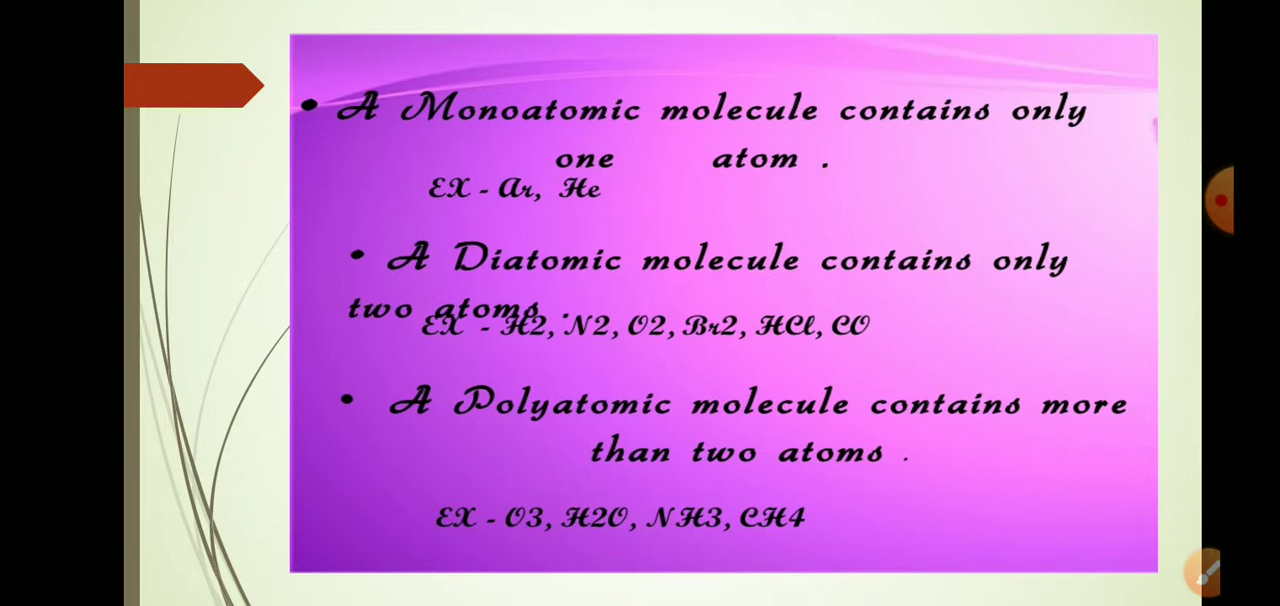 • A Monoatomic molecule contains only
one atom .
EX - Ar, He
• A Diatomic molecule contains only
two atoms .
EX - H2, N2, O2, Br2, HCl, CO
• A Polyatomic molecule contains more
than two atoms .
EX - O3, H2O, NH3, CH4